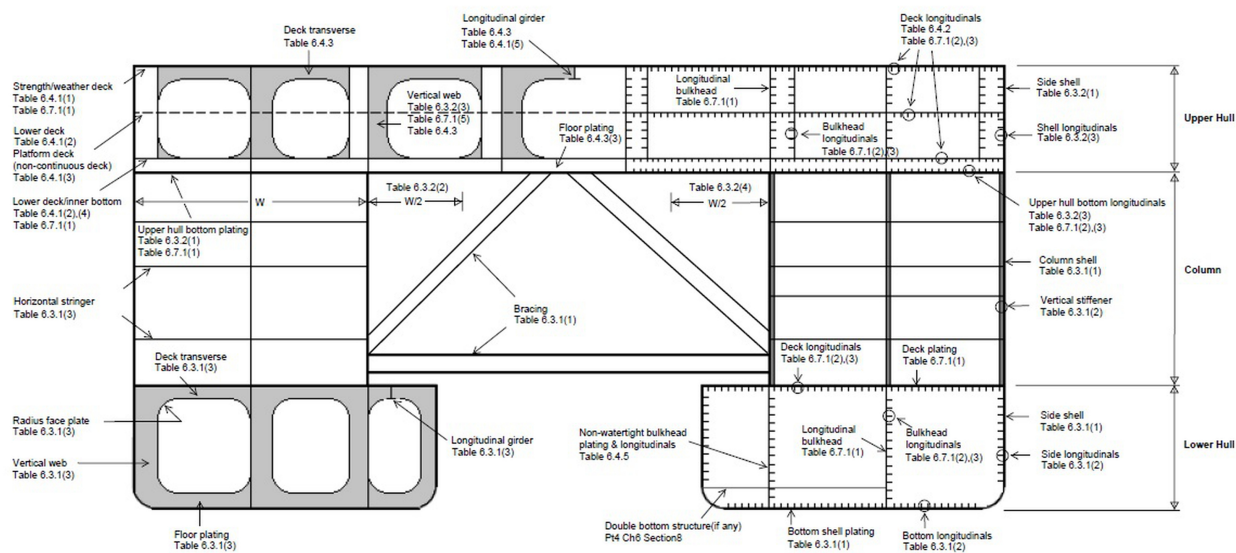 Deck transverse
Table 6.4.3
Longitudinal girder
Table 6.4.3
Table 6.4.1(5)
Deck longitudinals
Table 6.4.2
Table 6.7.1(2),(3)
Strength/weather deck
Table 6.4.1(1)
Table 6.7.1(1)
Lower deck
Table 6.4.1(2)
Platform deck
(non-continuous deck)
Table 6.4.1(3)
Lower deck/inner bottom
Table 6.4.1(2),(4)
Table 6.7.1(1)
Vertical web
Table 6.3.2(3)
Table 6.7.1(5)
Table 6.4.3
Floor plating
Table 6.4.3(3)
Longitudinal
bulkhead
Table 6.7.1(1)
Bulkhead
longitudinals
Table 6.7.1(2),(3)
Side shell
Table 6.3.2(1)
Shell longitudinals
Table 6.3.2(3)
Upper Hull
W
Table 6.3.2(2)
W/2
Table 6.3.2(4)
W/2
Upper hull bottom plating
Table 6.3.2(1)
Table 6.7.1(1)
Upper hull bottom longitudinals
Table 6.3.2(3)
Table 6.7.1(2),(3)
Column shell
Table 6.3.1(1)
Column
Horizontal stringer
Table 6.3.1(3)
Bracing
Table 6.3.1(1)
Vertical stiffener
Table 6.3.1(2)
Deck transverse
Table 6.3.1(3)
Deck longitudinals
Table 6.7.1(2),(3)
Deck plating
Table 6.7.1(1)
Radius face plate
Table 6.3.1(3)
Vertical web
Table 6.3.1(3)
Longitudinal girder
Table 6.3.1(3)
Non-watertight bulkhead
plating & longitudinals
Table 6.4.5
Longitudinal
bulkhead
Table 6.7.1(1)
Bulkhead
longitudinals
Table 6.7.1(2),(3)
Side shell
Table 6.3.1(1)
Side longitudinals
Table 6.3.1(2)
Lower Hull
Floor plating
Table 6.3.1(3)
Double bottom structure(if any)
Pt4 Ch6 Section8
Bottom shell plating
Table 6.3.1(1)
Bottom longitudinals
Table 6.3.1(2)